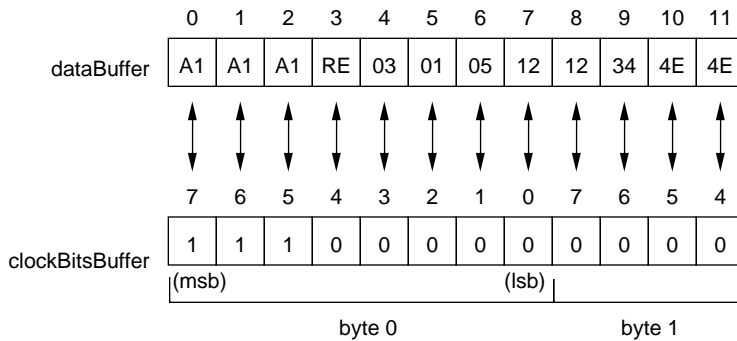 0 1 2 3 4 5 6 7 8 9 10 11
dataBuffer A1 A1 A1 RE 03 01 05 12 12 34 4E 4E
7 6 5 4 3 2 1 0 7 6 5 4
clockBitsBuffer 1 1 1 0 0 0 0 0 0 0 0 0
(msb) (lsb)
byte 0 byte 1